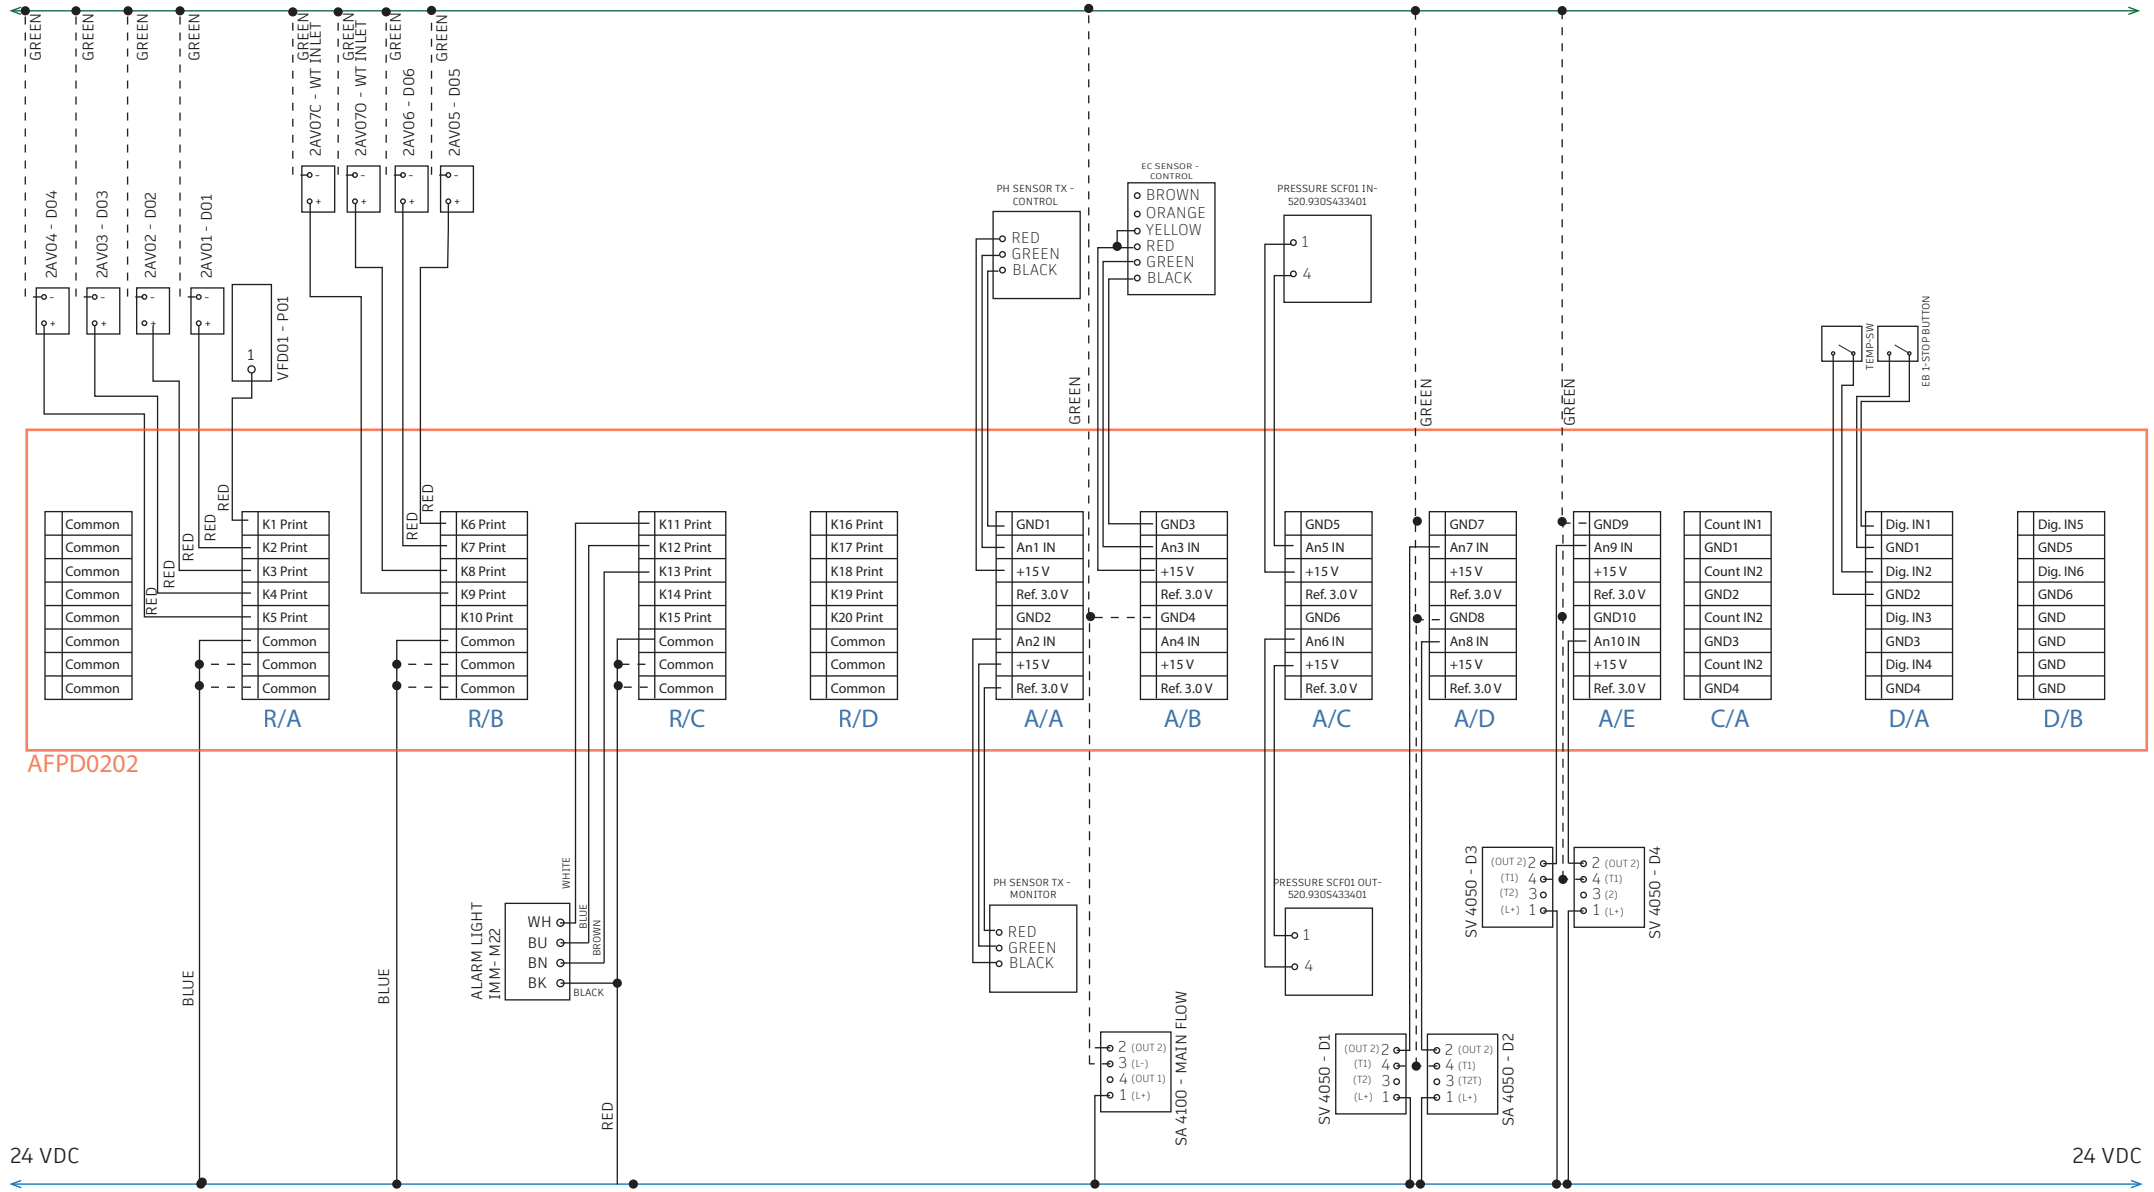 GREEN
GREEN
GREEN
GREEN
GREEN
GREEN
GREEN
GREEN
2AV07C - WT INLET
2AV07O - WT INLET
2AV06 - D06
2AV05 - D05
2AV04 - D04
2AV03 - D03
2AV02 - D02
2AV01 - D01
- - - -
+ + + +
- - - -
+ + + +
1
VFD01 - P01
PH SENSOR TX -
CONTROL
RED
GREEN
BLACK
EC SENSOR -
CONTROL
BROWN
ORANGE
YELLOW
RED
GREEN
BLACK
PRESSURE SCF01 IN-
520.930S433401
1
4
TEMP-SW
EB 1-STOP BUTTON
GREEN
GREEN
GREEN
RED
RED
RED
RED
RED
RED
RED
Common
Common
Common
Common
Common
Common
Common
Common
K1 Print
K2 Print
K3 Print
K4 Print
K5 Print
Common
Common
Common
R/A
K6 Print
K7 Print
K8 Print
K9 Print
K10 Print
Common
Common
Common
R/B
K11 Print
K12 Print
K13 Print
K14 Print
K15 Print
Common
Common
Common
R/C
K16 Print
K17 Print
K18 Print
K19 Print
K20 Print
Common
Common
Common
R/D
GND1
An1 IN
+15 V
Ref. 3.0 V
GND2
An2 IN
+15 V
Ref. 3.0 V
A/A
GND3
An3 IN
+15 V
Ref. 3.0 V
GND4
An4 IN
+15 V
Ref. 3.0 V
A/B
GND5
An5 IN
+15 V
Ref. 3.0 V
GND6
An6 IN
+15 V
Ref. 3.0 V
A/C
GND7
An7 IN
+15 V
Ref. 3.0 V
GND8
An8 IN
+15 V
Ref. 3.0 V
A/D
GND9
An9 IN
+15 V
Ref. 3.0 V
GND10
An10 IN
+15 V
Ref. 3.0 V
A/E
Count IN1
GND1
Count IN2
GND2
Count IN2
GND3
Count IN2
GND4
C/A
Dig. IN1
GND1
Dig. IN2
GND2
Dig. IN3
GND3
Dig. IN4
GND4
D/A
Dig. IN5
GND5
Dig. IN6
GND6
GND
GND
GND
GND
D/B
AFPD0202
BLUE
BLUE
WHITE
BLUE
BROWN
BLACK
RED
ALARM LIGHT
IMM- M22
WH
BU
BN
BK
PH SENSOR TX -
MONITOR
RED
GREEN
BLACK
PRESSURE SCF01 OUT-
520.930S433401
1
4
SV 4050 - D3
(OUT 2) 2
(T1) 4
(T2) 3
(L+) 1
2 (OUT 2)
4 (T1)
3 (2)
1 (L+)
SV 4050 - D4
2 (OUT 2)
3 (L-)
4 (OUT 1)
1 (L+)
SA 4100 - MAIN FLOW
SV 4050 - D1
(OUT 2) 2
(T1) 4
(T2) 3
(L+) 1
2 (OUT 2)
4 (T1)
3 (T2T)
1 (L+)
SA 4050 - D2
24 VDC
24 VDC